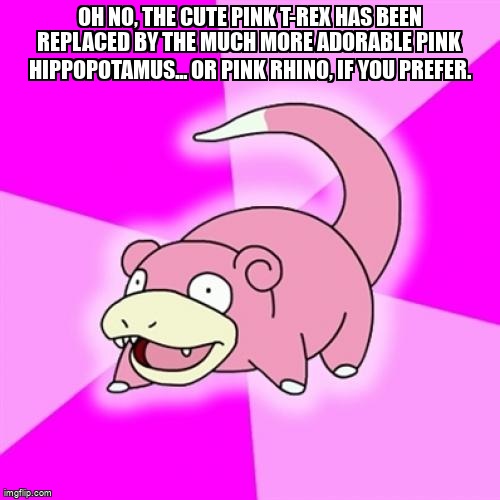 OH NO, THE CUTE PINK T-REX HAS BEEN
REPLACED BY THE MUCH MORE ADORABLE PINK
HIPPOPOTAMUS... OR PINK RHINO, IF YOU PREFER.
imgflip.com